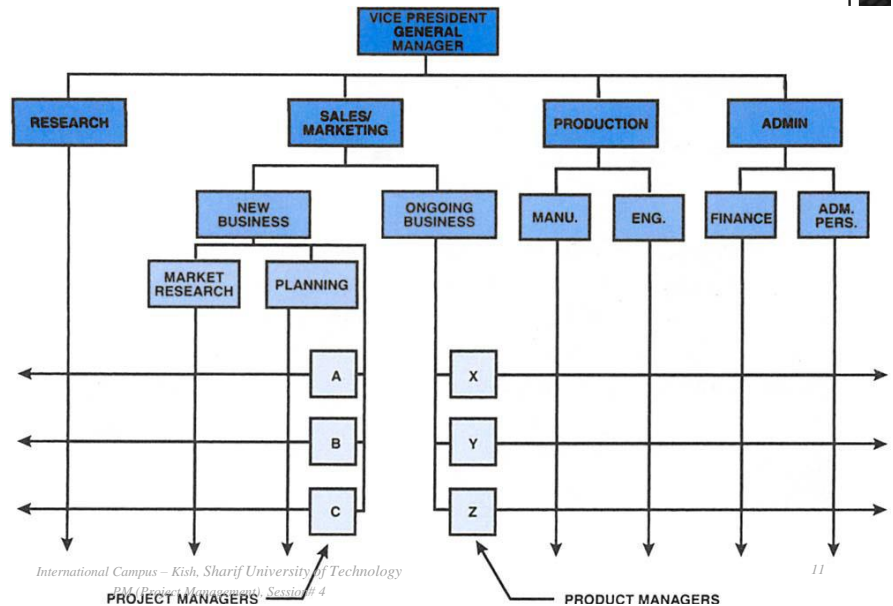 VICE PRESIDENT
GENERAL
MANAGER
RESEARCH
SALES/
MARKETING
PRODUCTION
ADMIN
NEW
BUSINESS
ONGOING
BUSINESS
MANU.
ENG.
FINANCE
ADM.
PERS.
MARKET
RESEARCH
PLANNING
A
X
B
Y
C
Z
International Campus – Kish, Sharif University of Technology
11
PM (Project Management), Session# 4
PROJECT MANAGERS
PRODUCT MANAGERS